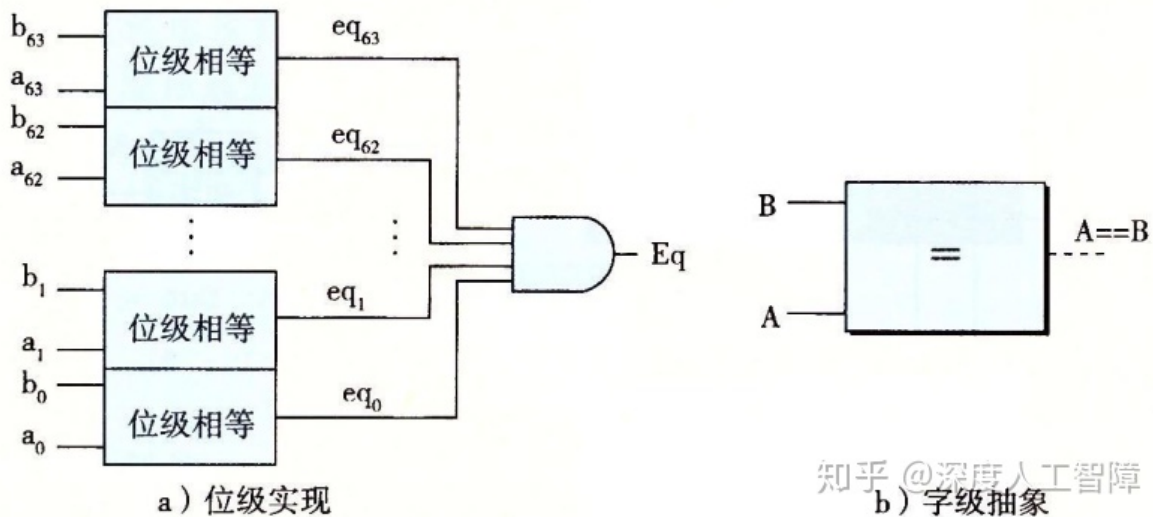 b₆₃
位级相等
eq₆₃
a₆₃
b₆₂
位级相等
eq₆₂
a₆₂
⋮
⋮
Eq
b₁
位级相等
eq₁
a₁
b₀
位级相等
eq₀
a₀
a）位级实现
B
=
A==B
A
b）字级抽象
知乎 @深度人工智障